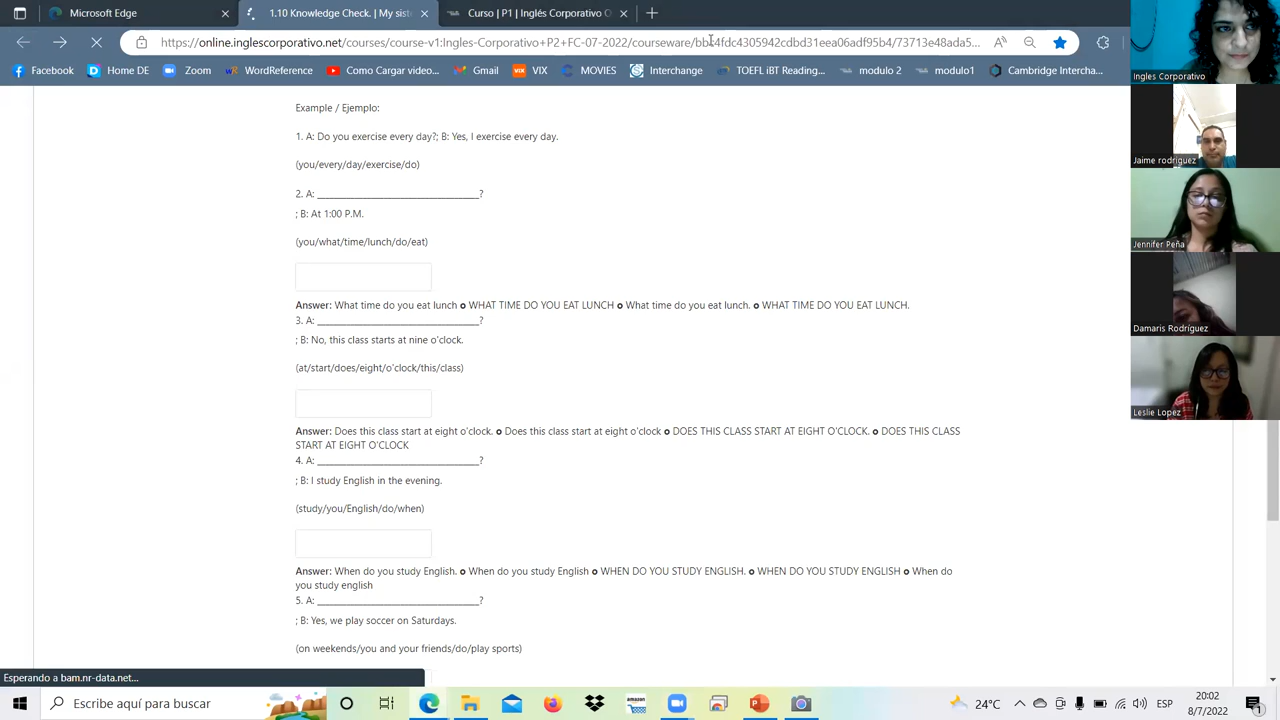 Microsoft Edge
1.10 Knowledge Check. | My sist
Curso | P1 | Inglés Corporativo
https://online.inglescorporativo.net/courses/course-v1:Ingles-Corporativo+P2+FC-07-2022/courseware/bbc4fdc4305942cdbd31eea06adf95b4/73713e48ada5...
Facebook
Home DE
Zoom
WordReference
Como Cargar video...
Gmail
VIX
MOVIES
Interchange
TOEFL iBT Reading...
modulo 2
modulo1
Cambridge Intercha...
Example / Ejemplo:
1. A: Do you exercise every day?; B: Yes, I exercise every day.
(you/every/day/exercise/do)
2. A: ______________________________?
; B: At 1:00 P.M.
(you/what/time/lunch/do/eat)
Answer: What time do you eat lunch o WHAT TIME DO YOU EAT LUNCH o What time do you eat lunch. o WHAT TIME DO YOU EAT LUNCH.
3. A: ______________________________?
; B: No, this class starts at nine o'clock.
(at/start/does/eight/o'clock/this/class)
Answer: Does this class start at eight o'clock. o Does this class start at eight o'clock o DOES THIS CLASS START AT EIGHT O'CLOCK. o DOES THIS CLASS
START AT EIGHT O'CLOCK
4. A: ______________________________?
; B: I study English in the evening.
(study/you/English/do/when)
Answer: When do you study English. o When do you study English o WHEN DO YOU STUDY ENGLISH. o WHEN DO YOU STUDY ENGLISH o When do
you study english
5. A: ______________________________?
; B: Yes, we play soccer on Saturdays.
(on weekends/you and your friends/do/play sports)
Esperando a bam.nr-data.net...
Ingles Corporativo
Jaime rodriguez
Jennifer Peña
Damaris Rodríguez
Leslie Lopez
Escribe aquí para buscar
amazon
24°C
ESP
20:02
8/7/2022
1